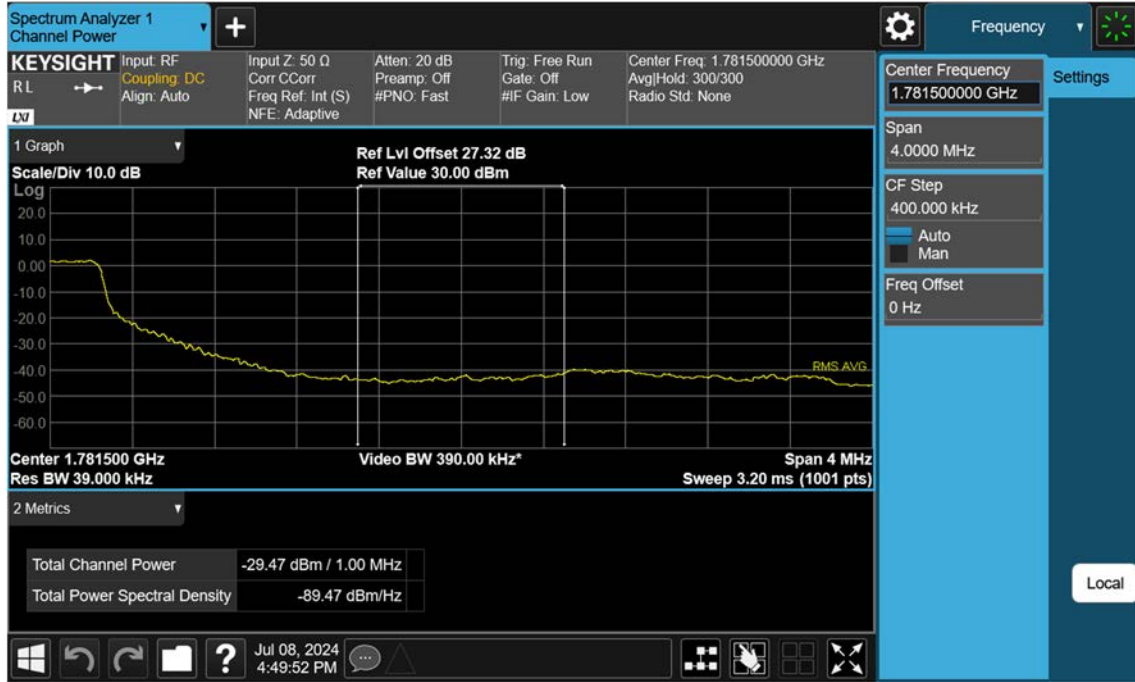 Spectrum Analyzer 1
Channel Power
+
Frequency
KEYSIGHT
RL
LXI
Input: RF
Coupling: DC
Align: Auto
Input Z: 50 Ω
Corr CCorr
Freq Ref: Int (S)
NFE: Adaptive
Atten: 20 dB
Preamp: Off
#PNO: Fast
Trig: Free Run
Gate: Off
#IF Gain: Low
Center Freq: 1.781500000 GHz
Avg|Hold: 300/300
Radio Std: None
Center Frequency
1.781500000 GHz
Settings
Span
4.0000 MHz
CF Step
400.000 kHz
Auto
Man
Freq Offset
0 Hz
Local
1 Graph
Scale/Div 10.0 dB
Ref Lvl Offset 27.32 dB
Ref Value 30.00 dBm
Log
20.0
10.0
0.00
-10.0
-20.0
-30.0
-40.0
-50.0
-60.0
RMS AVG
Center 1.781500 GHz
Res BW 39.000 kHz
Video BW 390.00 kHz*
Span 4 MHz
Sweep 3.20 ms (1001 pts)
2 Metrics
Total Channel Power -29.47 dBm / 1.00 MHz
Total Power Spectral Density -89.47 dBm/Hz
?
Jul 08, 2024
4:49:52 PM